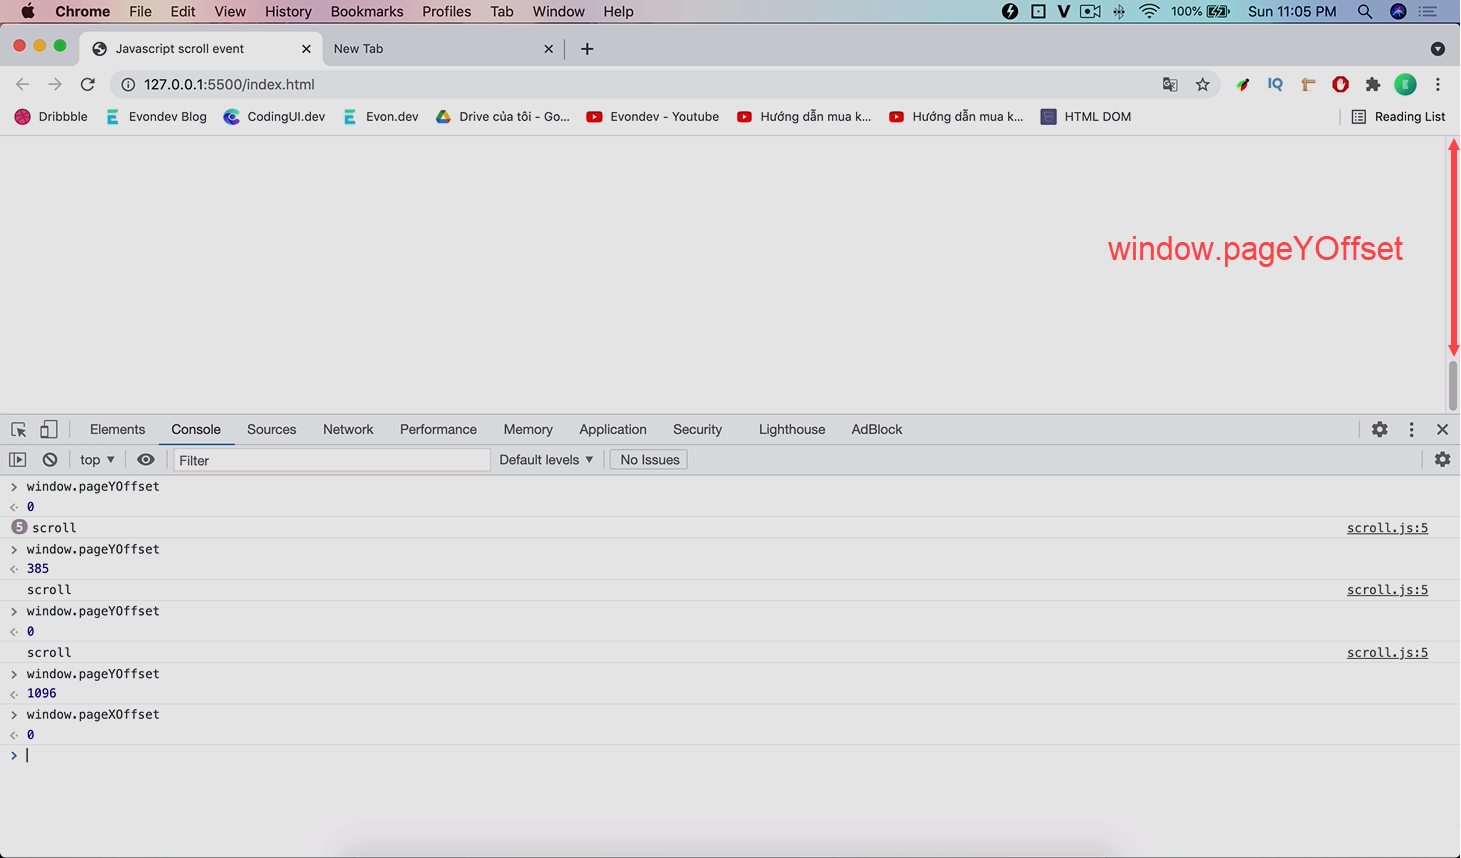 Chrome File Edit View History Bookmarks Profiles Tab Window Help 100% Sun 11:05 PM
Javascript scroll event New Tab
127.0.0.1:5500/index.html IQ
Dribbble Evondev Blog CodingUI.dev Evon.dev Drive của tôi - Go... Evondev - Youtube Hướng dẫn mua k... Hướng dẫn mua k... HTML DOM Reading List
window.pageYOffset
Elements Console Sources Network Performance Memory Application Security Lighthouse AdBlock
top Filter Default levels No Issues
window.pageYOffset
0
5 scroll scroll.js:5
window.pageYOffset
385
scroll scroll.js:5
window.pageYOffset
0
scroll scroll.js:5
window.pageYOffset
1096
window.pageXOffset
0